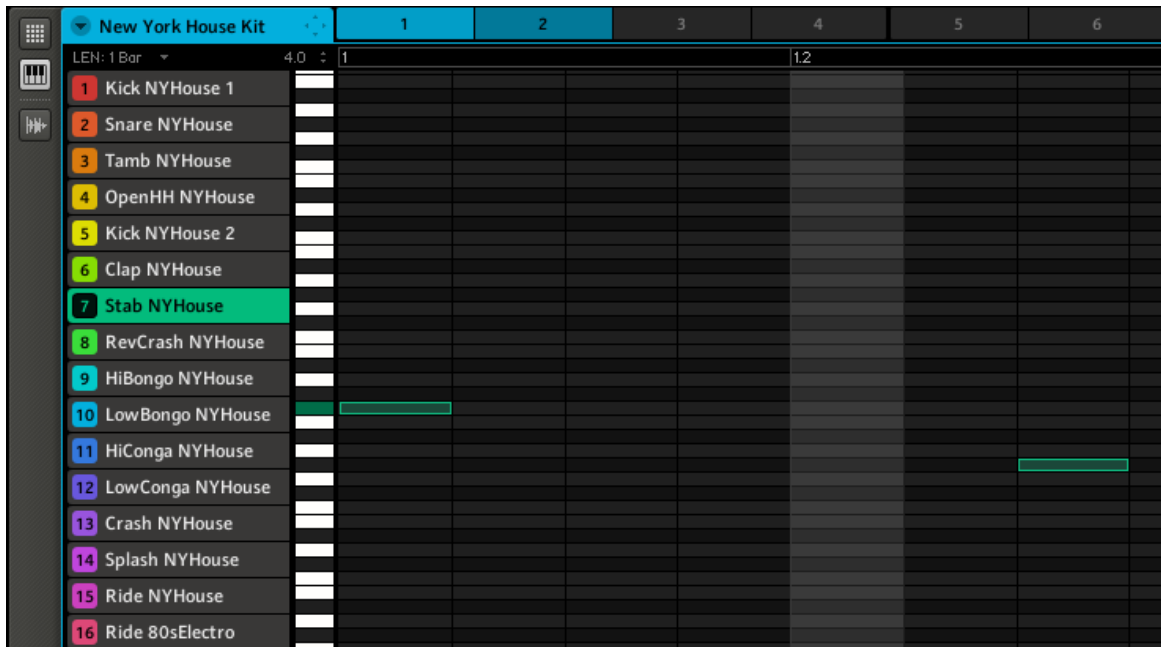 New York House Kit 1 2 3 4 5 6
LEN: 1 Bar 4.0 1 1.2
1 Kick NYHouse 1
2 Snare NYHouse
3 Tamb NYHouse
4 OpenHH NYHouse
5 Kick NYHouse 2
6 Clap NYHouse
7 Stab NYHouse
8 RevCrash NYHouse
9 HiBongo NYHouse
10 LowBongo NYHouse
11 HiConga NYHouse
12 LowConga NYHouse
13 Crash NYHouse
14 Splash NYHouse
15 Ride NYHouse
16 Ride 80sElectro